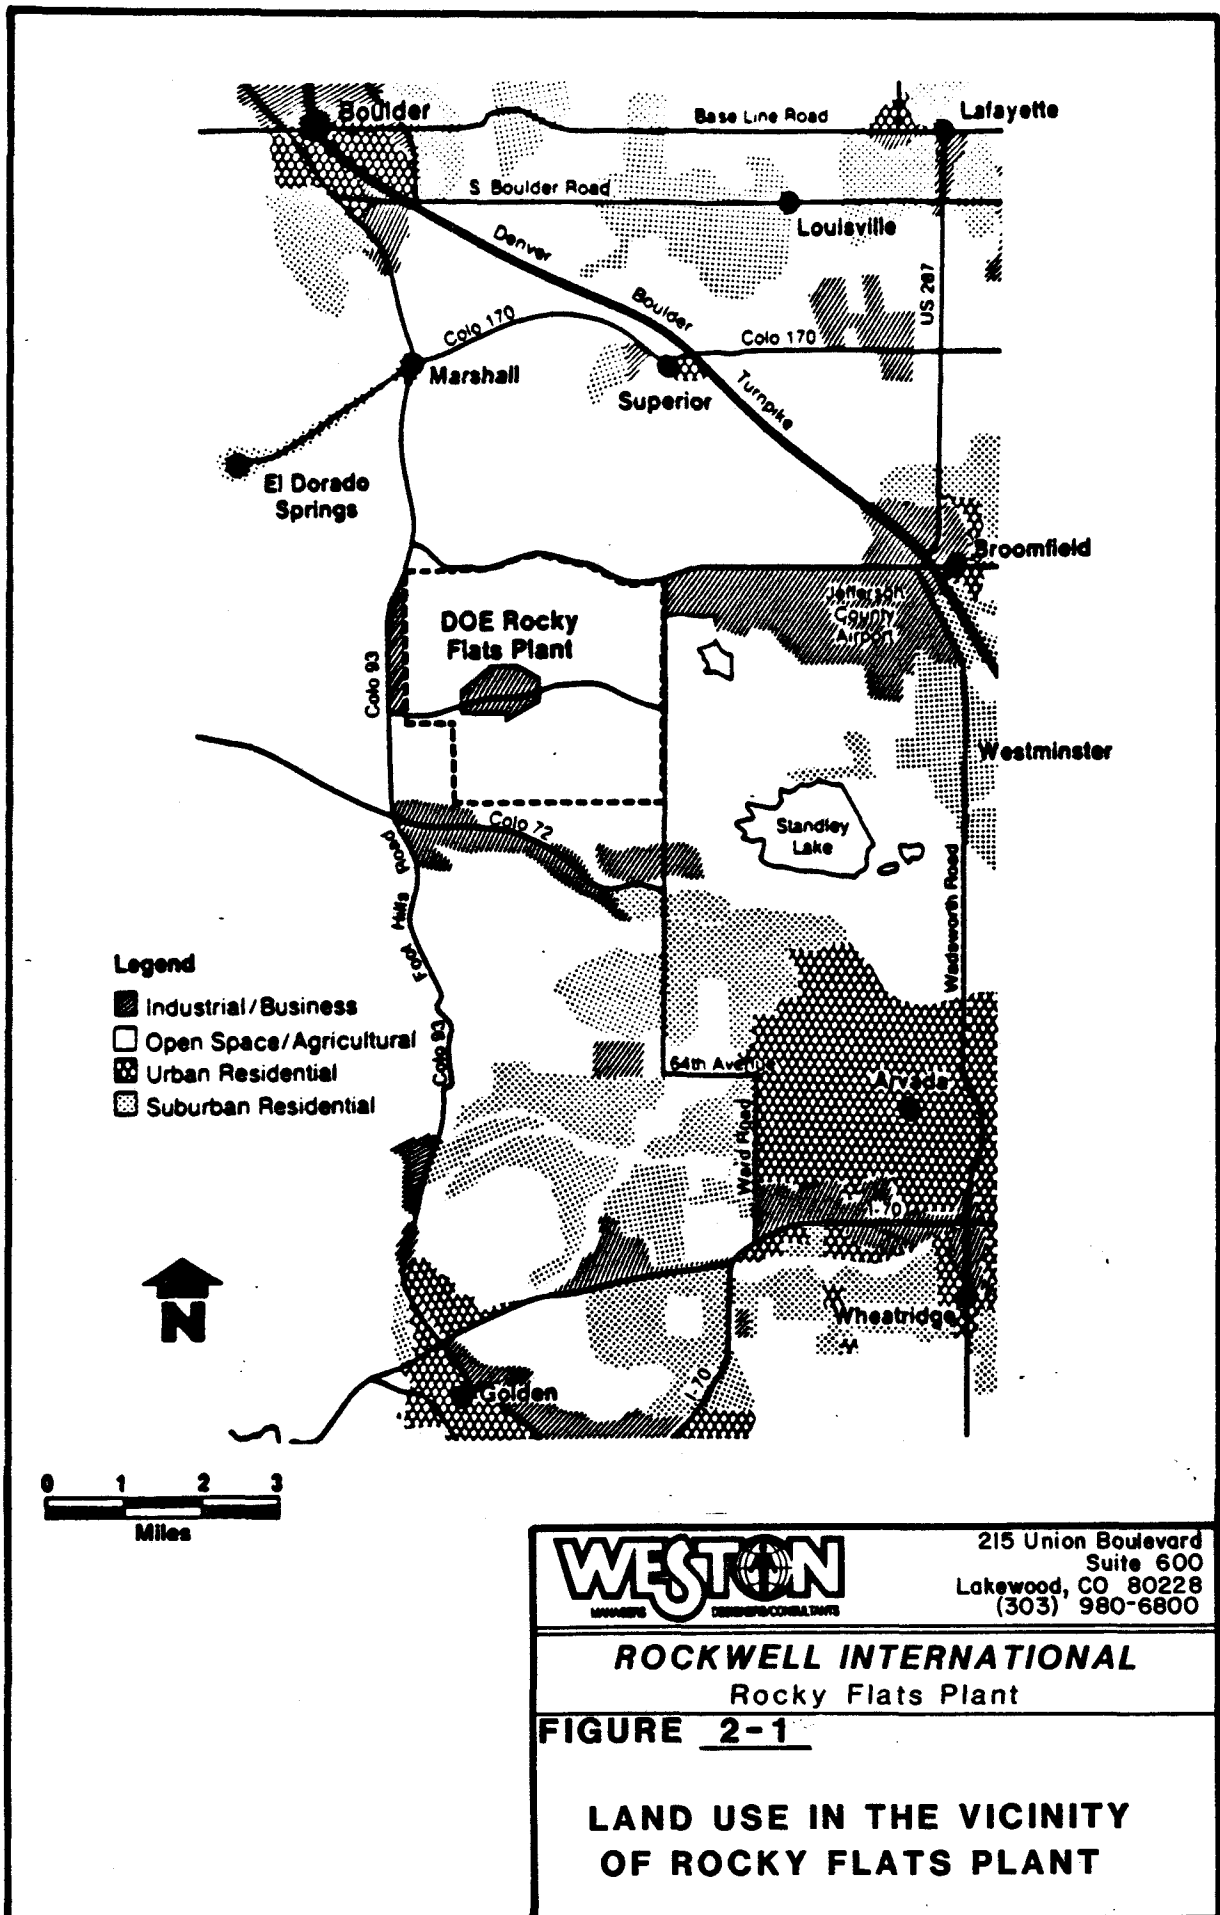 Boulder
Base Line Road
Lafayette
S Boulder Road
Louisville
Denver
Boulder
Turnpike
US 287
Colo 170
Colo 170
Marshall
Superior
El Dorado
Springs
Broomfield
Jefferson
County
Airport
DOE Rocky
Flats Plant
Colo 93
Westminster
Standley
Lake
Colo 72
Foot Hills Road
Wadsworth Road
Legend
Industrial/Business
Open Space/Agricultural
Urban Residential
Suburban Residential
Colo 93
64th Avenue
Arvada
Ward Road
I-70
Wheatridge
I-70
Golden
N
0 1 2 3
Miles
WESTON
MANAGERS DESIGNERS/CONSULTANTS
215 Union Boulevard
Suite 600
Lakewood, CO 80228
(303) 980-6800
ROCKWELL INTERNATIONAL
Rocky Flats Plant
FIGURE 2-1
LAND USE IN THE VICINITY
OF ROCKY FLATS PLANT